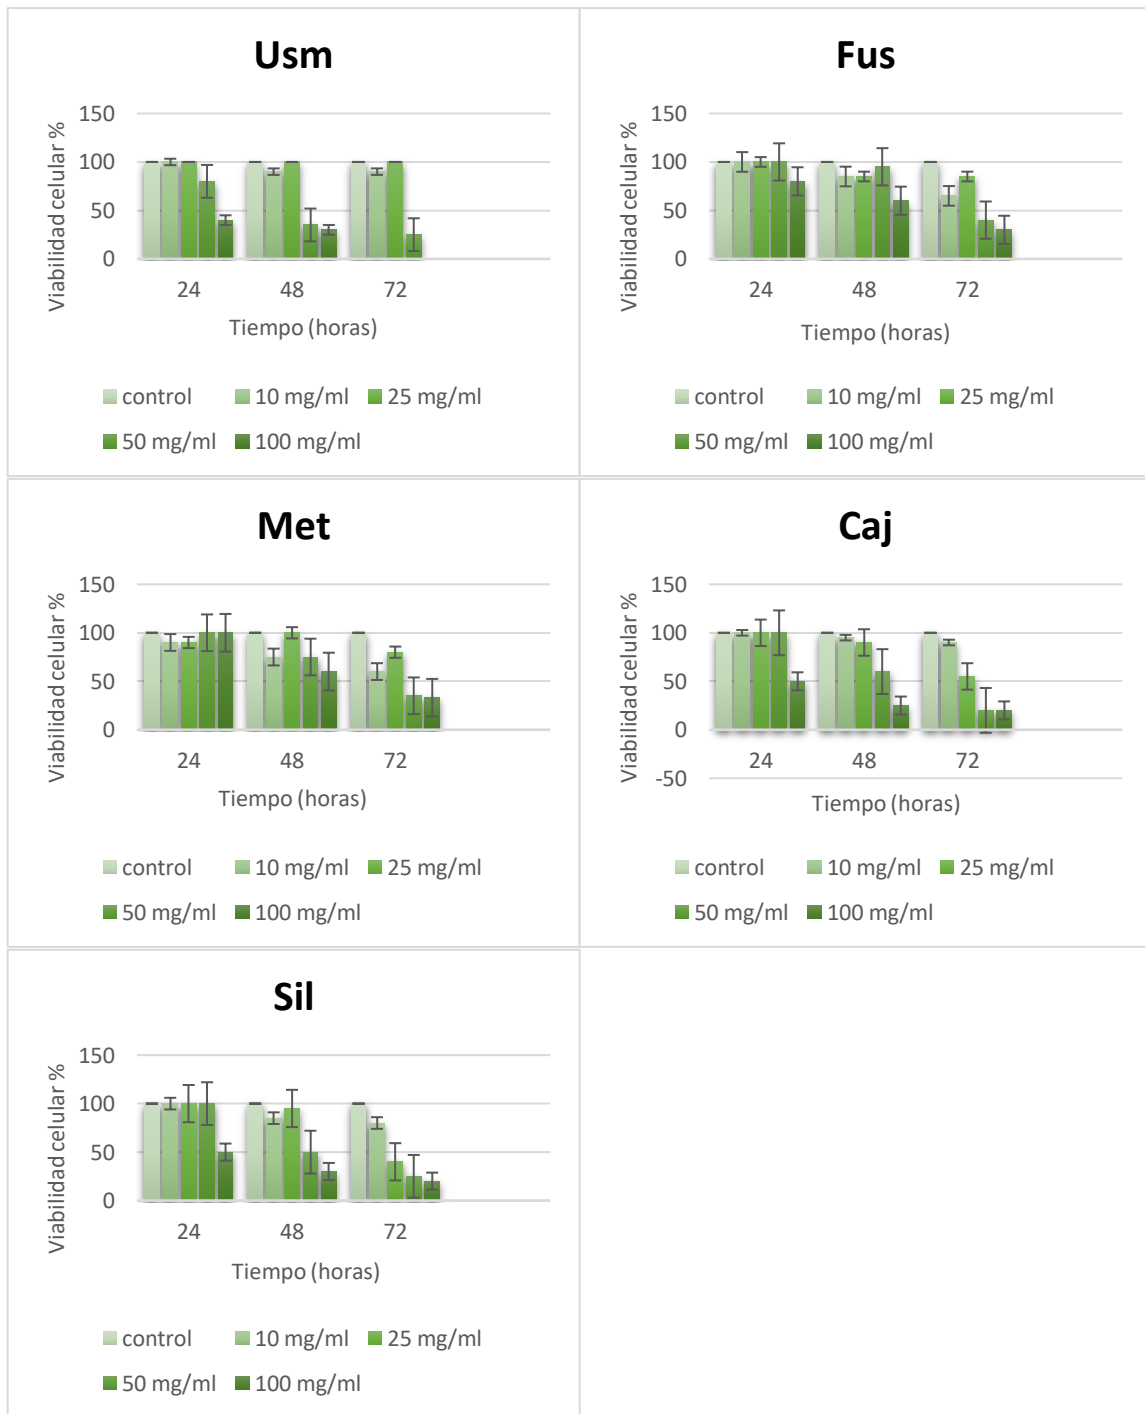 Usm
Viabilidad celular %
150
100
50
0
24 48 72
Tiempo (horas)
control 10 mg/ml 25 mg/ml
50 mg/ml 100 mg/ml
Fus
Viabilidad celular %
150
100
50
0
24 48 72
Tiempo (horas)
control 10 mg/ml 25 mg/ml
50 mg/ml 100 mg/ml
Met
Viabilidad celular %
150
100
50
0
24 48 72
Tiempo (horas)
control 10 mg/ml 25 mg/ml
50 mg/ml 100 mg/ml
Caj
Viabilidad celular %
150
100
50
0
-50
24 48 72
Tiempo (horas)
control 10 mg/ml 25 mg/ml
50 mg/ml 100 mg/ml
Sil
Viabilidad celular %
150
100
50
0
24 48 72
Tiempo (horas)
control 10 mg/ml 25 mg/ml
50 mg/ml 100 mg/ml